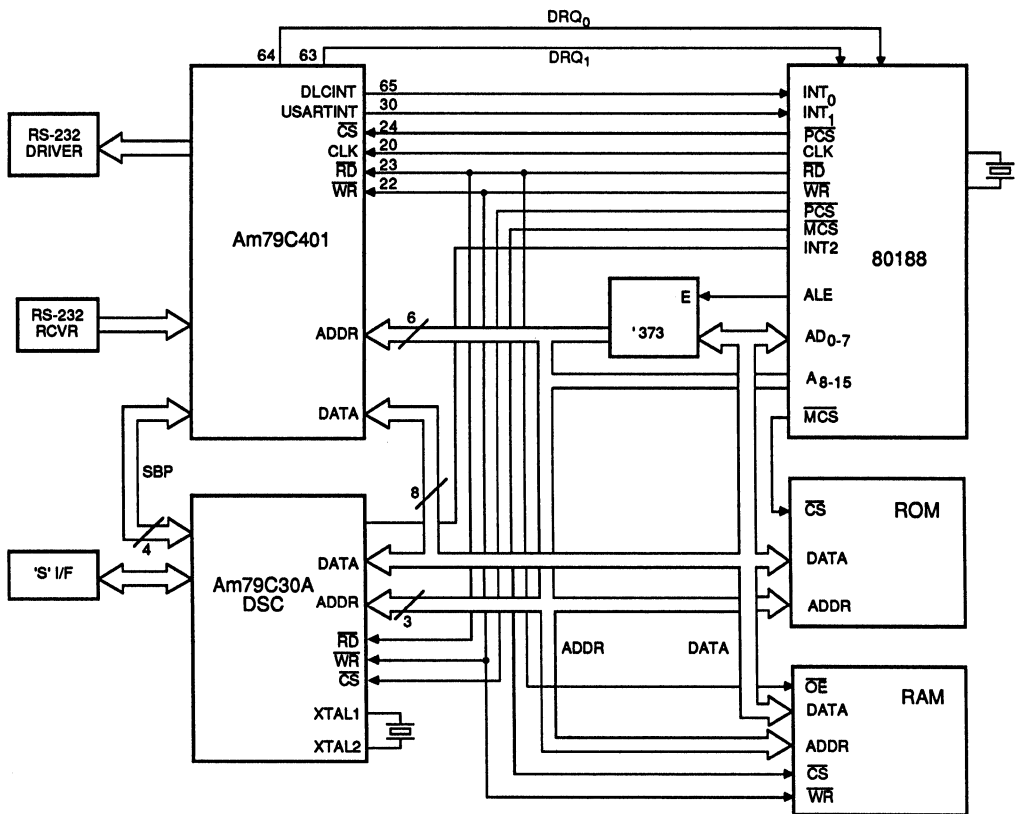 DRQ0
64 63
DRQ1
DLCINT 65 INT0
USARTINT 30 INT1
CS 24 PCS
CLK 20 CLK
RD 23 RD
WR 22 WR
PCS
MCS
INT2
RS-232
DRIVER
Am79C401
80188
E ALE
RS-232
RCVR
ADDR 6 '373 AD0-7
A8-15
DATA MCS
SBP
8
CS ROM
4
'S' I/F
Am79C30A
DSC
DATA DATA
ADDR 3 ADDR
RD
WR ADDR DATA
CS
OE RAM
XTAL1 DATA
XTAL2 ADDR
CS
WR